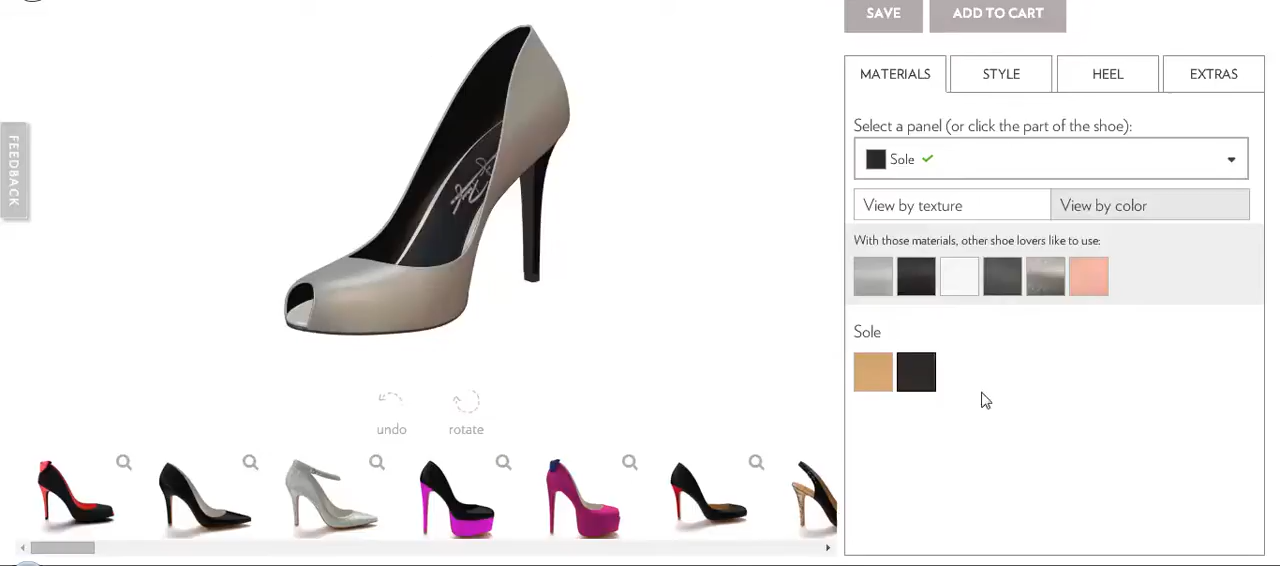 SAVE
ADD TO CART
MATERIALS
STYLE
HEEL
EXTRAS
Select a panel (or click the part of the shoe):
Sole
View by texture
View by color
With those materials, other shoe lovers like to use:
Sole
FEEDBACK
undo
rotate